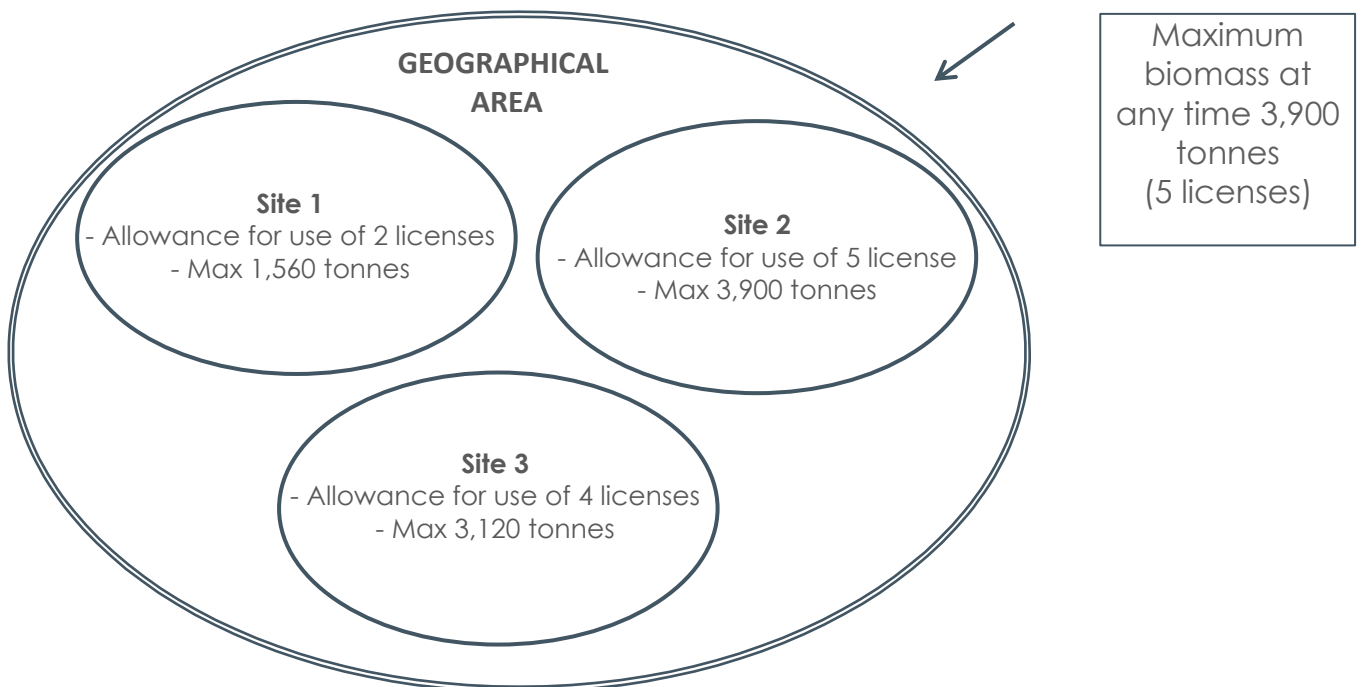 GEOGRAPHICAL
AREA
Site 1
- Allowance for use of 2 licenses
- Max 1,560 tonnes
Site 2
- Allowance for use of 5 license
- Max 3,900 tonnes
Site 3
- Allowance for use of 4 licenses
- Max 3,120 tonnes
Maximum
biomass at
any time 3,900
tonnes
(5 licenses)